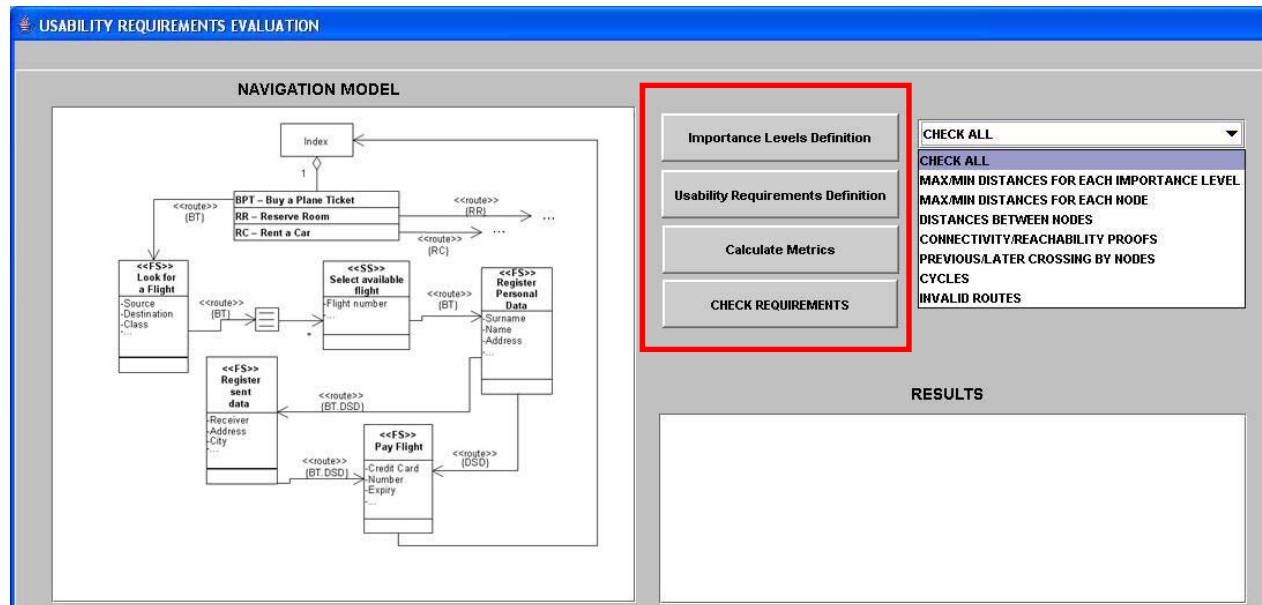 USABILITY REQUIREMENTS EVALUATION
NAVIGATION MODEL
Index
1
BPT – Buy a Plane Ticket
RR – Reserve Room
RC – Rent a Car
<<route>>
{BT}
<<route>>
{RR}
...
<<route>>
{RC}
...
<<FS>>
Look for
a Flight
-Source
-Destination
-Class
-...
<<route>>
{BT}
*
<<SS>>
Select available
flight
-Flight number
-...
<<route>>
{BT}
<<FS>>
Register
Personal
Data
-Surname
-Name
-Address
-...
<<FS>>
Register
sent
data
-Receiver
-Address
-City
-...
<<route>>
{BT.DSD}
<<route>>
{BT.DSD}
<<FS>>
Pay Flight
-Credit Card
-Number
-Expiry
-...
<<route>>
{DSD}
Importance Levels Definition
Usability Requirements Definition
Calculate Metrics
CHECK REQUIREMENTS
CHECK ALL
CHECK ALL
MAX/MIN DISTANCES FOR EACH IMPORTANCE LEVEL
MAX/MIN DISTANCES FOR EACH NODE
DISTANCES BETWEEN NODES
CONNECTIVITY/REACHABILITY PROOFS
PREVIOUS/LATER CROSSING BY NODES
CYCLES
INVALID ROUTES
RESULTS